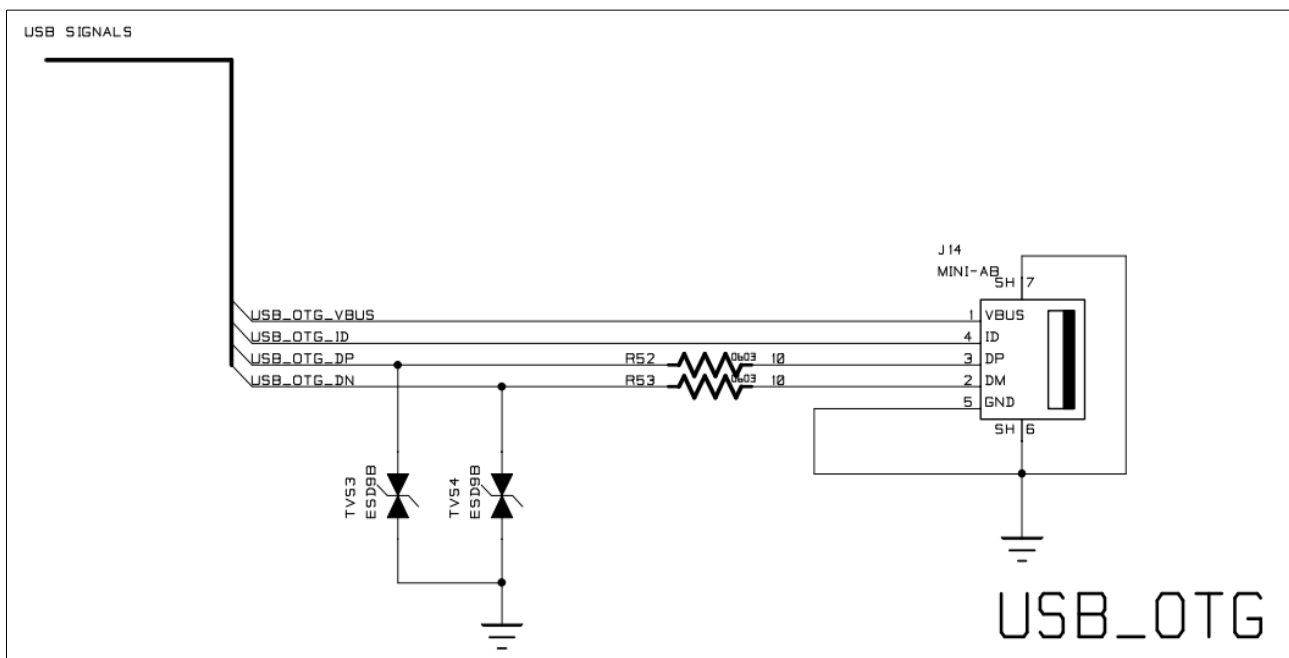 USB SIGNALS
J14
MINI-AB
SH 7
USB_OTG_VBUS
1 VBUS
USB_OTG_ID
4 ID
USB_OTG_DP
R52 0603 10
3 DP
USB_OTG_DN
R53 0603 10
2 DM
5 GND
SH 6
TVS3
ESD9B
TVS4
ESD9B
USB_OTG